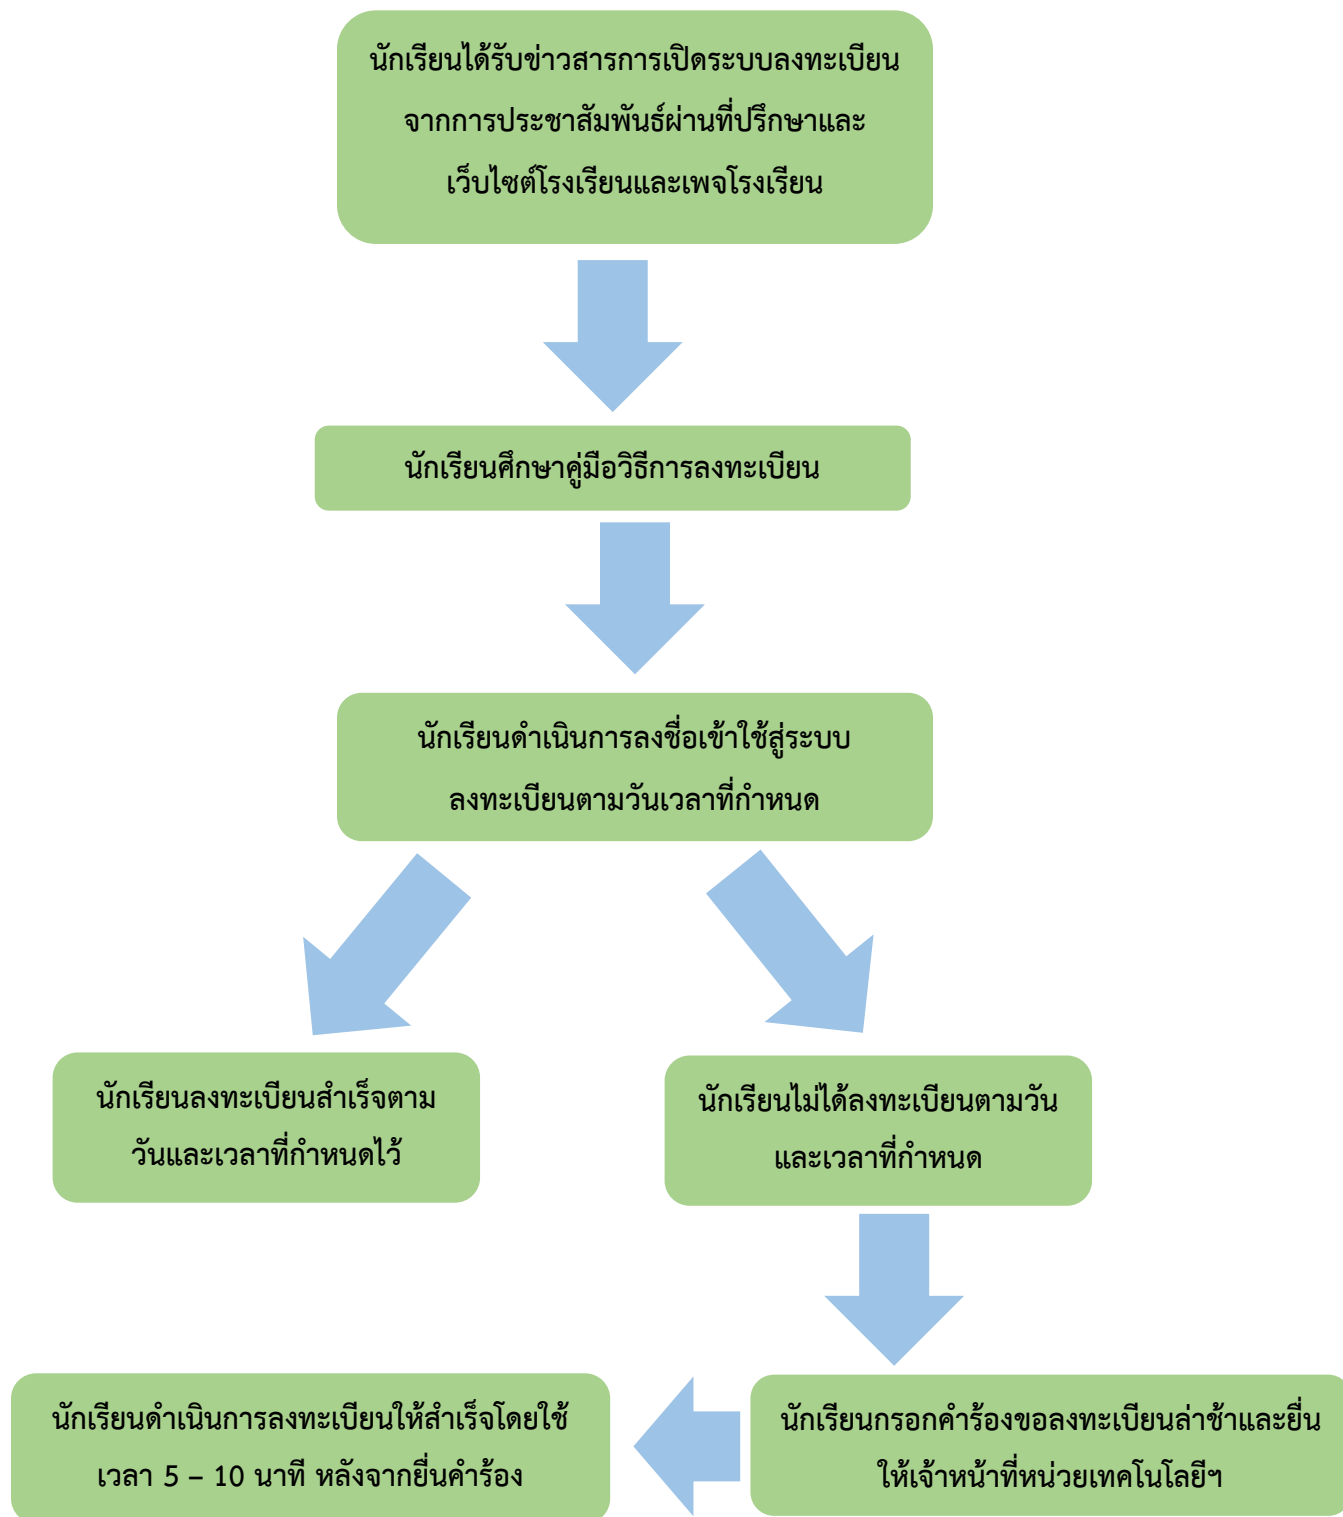 นักเรียนได้รับข่าวสารการเปิดระบบลงทะเบียน
จากการประชาสัมพันธ์ผ่านที่ปรึกษาและ
เว็บไซต์โรงเรียนและเพจโรงเรียน
นักเรียนศึกษาคู่มือวิธีการลงทะเบียน
นักเรียนดำเนินการลงชื่อเข้าใช้สู่ระบบ
ลงทะเบียนตามวันเวลาที่กำหนด
นักเรียนลงทะเบียนสำเร็จตาม
วันและเวลาที่กำหนดไว้
นักเรียนไม่ได้ลงทะเบียนตามวัน
และเวลาที่กำหนด
นักเรียนกรอกคำร้องขอลงทะเบียนล่าช้าและยื่น
ให้เจ้าหน้าที่หน่วยเทคโนโลยีฯ
นักเรียนดำเนินการลงทะเบียนให้สำเร็จโดยใช้
เวลา 5 – 10 นาที หลังจากยื่นคำร้อง